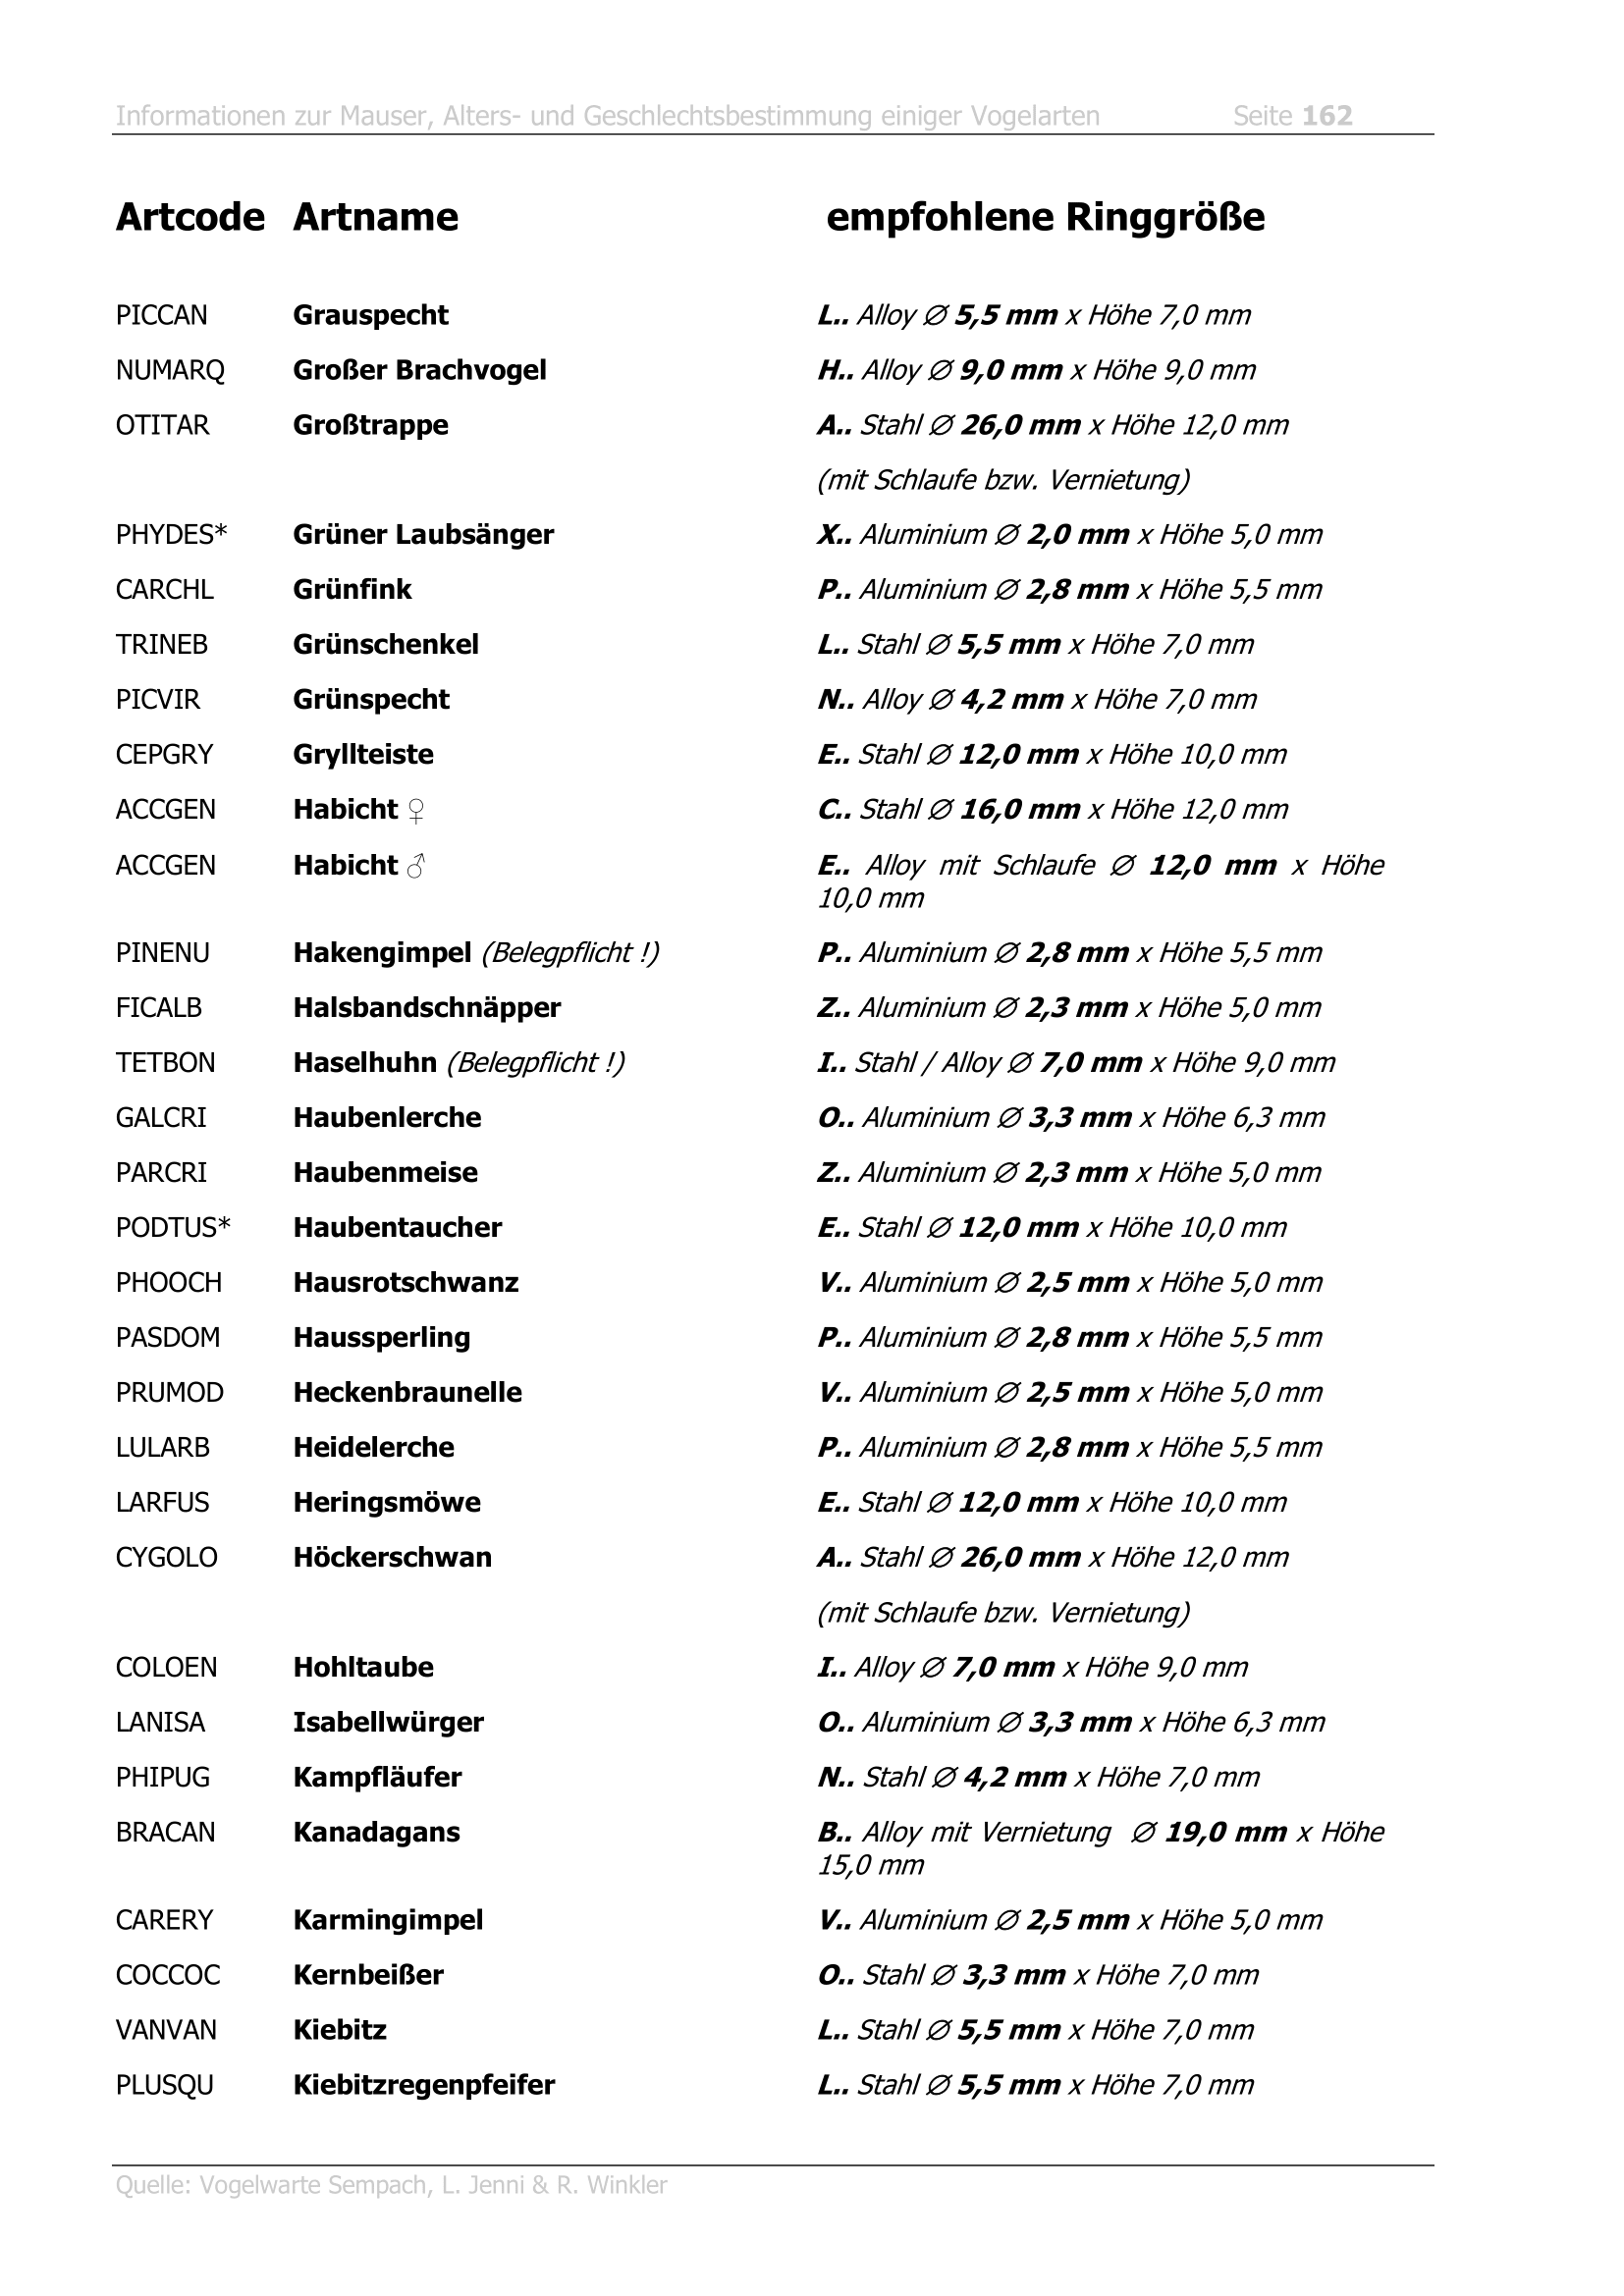 Informationen zur Mauser, Alters- und Geschlechtsbestimmung einiger Vogelarten Seite 162
Artcode Artname empfohlene Ringgröße
PICCAN Grauspecht L.. Alloy ∅ 5,5 mm x Höhe 7,0 mm
NUMARQ Großer Brachvogel H.. Alloy ∅ 9,0 mm x Höhe 9,0 mm
OTITAR Großtrappe A.. Stahl ∅ 26,0 mm x Höhe 12,0 mm
(mit Schlaufe bzw. Vernietung)
PHYDES* Grüner Laubsänger X.. Aluminium ∅ 2,0 mm x Höhe 5,0 mm
CARCHL Grünfink P.. Aluminium ∅ 2,8 mm x Höhe 5,5 mm
TRINEB Grünschenkel L.. Stahl ∅ 5,5 mm x Höhe 7,0 mm
PICVIR Grünspecht N.. Alloy ∅ 4,2 mm x Höhe 7,0 mm
CEPGRY Gryllteiste E.. Stahl ∅ 12,0 mm x Höhe 10,0 mm
ACCGEN Habicht ♀ C.. Stahl ∅ 16,0 mm x Höhe 12,0 mm
ACCGEN Habicht ♂ E.. Alloy mit Schlaufe ∅ 12,0 mm x Höhe
10,0 mm
PINENU Hakengimpel (Belegpflicht !) P.. Aluminium ∅ 2,8 mm x Höhe 5,5 mm
FICALB Halsbandschnäpper Z.. Aluminium ∅ 2,3 mm x Höhe 5,0 mm
TETBON Haselhuhn (Belegpflicht !) I.. Stahl / Alloy ∅ 7,0 mm x Höhe 9,0 mm
GALCRI Haubenlerche O.. Aluminium ∅ 3,3 mm x Höhe 6,3 mm
PARCRI Haubenmeise Z.. Aluminium ∅ 2,3 mm x Höhe 5,0 mm
PODTUS* Haubentaucher E.. Stahl ∅ 12,0 mm x Höhe 10,0 mm
PHOOCH Hausrotschwanz V.. Aluminium ∅ 2,5 mm x Höhe 5,0 mm
PASDOM Haussperling P.. Aluminium ∅ 2,8 mm x Höhe 5,5 mm
PRUMOD Heckenbraunelle V.. Aluminium ∅ 2,5 mm x Höhe 5,0 mm
LULARB Heidelerche P.. Aluminium ∅ 2,8 mm x Höhe 5,5 mm
LARFUS Heringsmöwe E.. Stahl ∅ 12,0 mm x Höhe 10,0 mm
CYGOLO Höckerschwan A.. Stahl ∅ 26,0 mm x Höhe 12,0 mm
(mit Schlaufe bzw. Vernietung)
COLOEN Hohltaube I.. Alloy ∅ 7,0 mm x Höhe 9,0 mm
LANISA Isabellwürger O.. Aluminium ∅ 3,3 mm x Höhe 6,3 mm
PHIPUG Kampfläufer N.. Stahl ∅ 4,2 mm x Höhe 7,0 mm
BRACAN Kanadagans B.. Alloy mit Vernietung ∅ 19,0 mm x Höhe
15,0 mm
CARERY Karmingimpel V.. Aluminium ∅ 2,5 mm x Höhe 5,0 mm
COCCOC Kernbeißer O.. Stahl ∅ 3,3 mm x Höhe 7,0 mm
VANVAN Kiebitz L.. Stahl ∅ 5,5 mm x Höhe 7,0 mm
PLUSQU Kiebitzregenpfeifer L.. Stahl ∅ 5,5 mm x Höhe 7,0 mm
Quelle: Vogelwarte Sempach, L. Jenni & R. Winkler